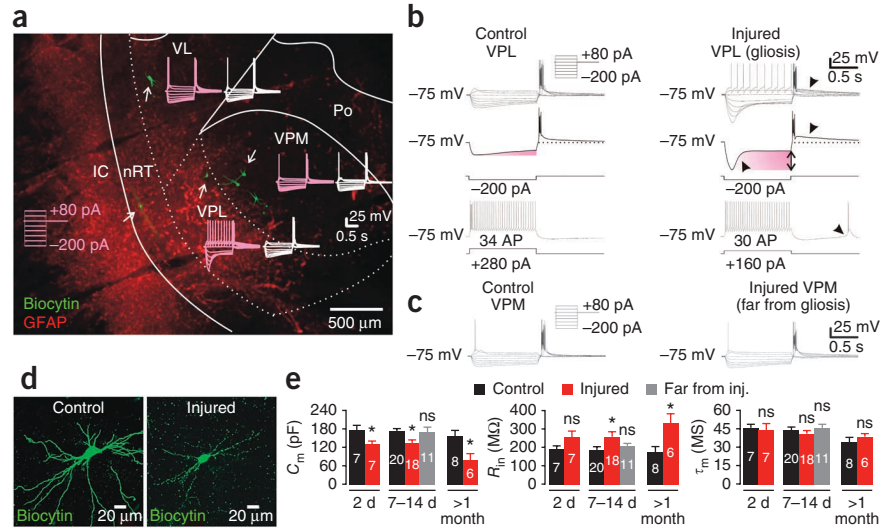 a
VL
Po
VPM
IC nRT
VPL
+80 pA
−200 pA
25 mV
0.5 s
Biocytin
GFAP
500 μm
b
Control
VPL
+80 pA
−200 pA
Injured
VPL (gliosis)
25 mV
0.5 s
−75 mV
−75 mV
−75 mV
−75 mV
−200 pA
−200 pA
−75 mV
34 AP
+280 pA
−75 mV
30 AP
+160 pA
c
Control
VPM
+80 pA
−200 pA
Injured VPM
(far from gliosis)
25 mV
0.5 s
−75 mV
−75 mV
d
Control
Injured
Biocytin
20 μm
Biocytin
20 μm
e
Control
Injured
Far from inj.
Cm (pF)
240
180
120
60
0
* * ns *
7 7 20 18 11 8 6
2 d 7–14 d >1 month
Rin (MΩ)
400
300
200
100
0
ns * ns *
7 7 20 18 11 8 6
2 d 7–14 d >1 month
τm (MS)
60
40
20
0
ns ns ns
7 7 20 18 11 8 6
2 d 7–14 d >1 month